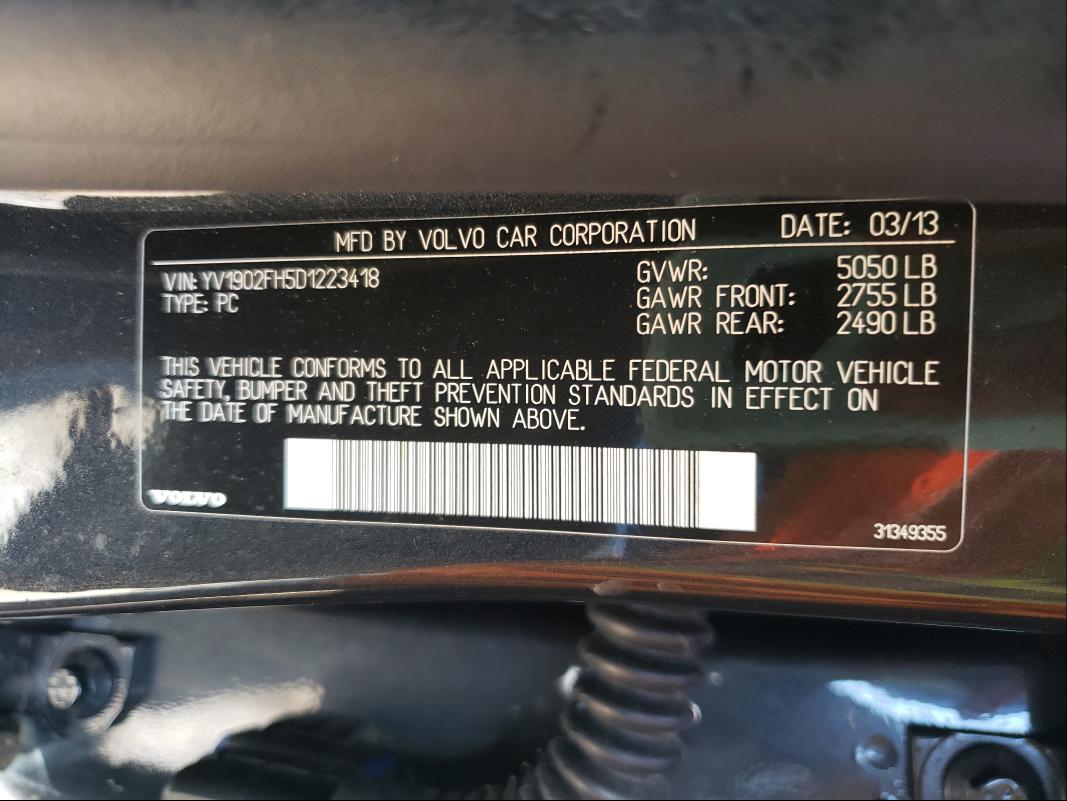 MFD BY VOLVO CAR CORPORATION DATE: 03/13
VIN: YV1902FH5D1223418 GVWR: 5050 LB
TYPE: PC GAWR FRONT: 2755 LB
GAWR REAR: 2490 LB
THIS VEHICLE CONFORMS TO ALL APPLICABLE FEDERAL MOTOR VEHICLE
SAFETY, BUMPER AND THEFT PREVENTION STANDARDS IN EFFECT ON
THE DATE OF MANUFACTURE SHOWN ABOVE.
VOLVO
31349355